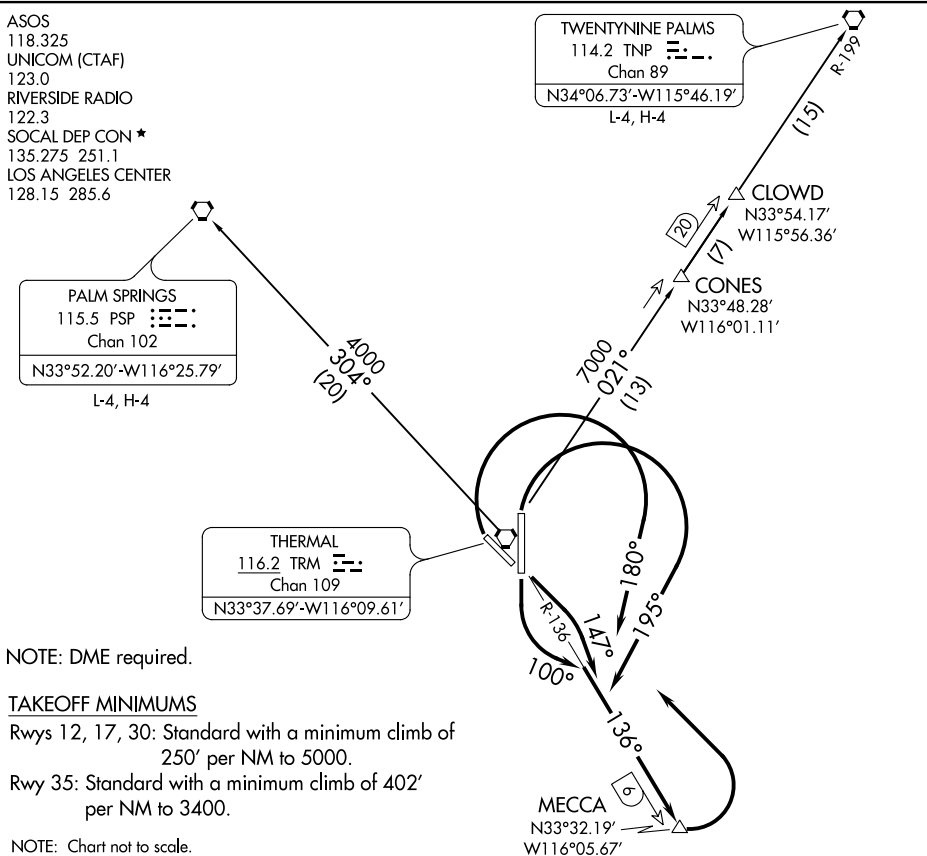 ASOS
118.325
UNICOM (CTAF)
123.0
RIVERSIDE RADIO
122.3
SOCAL DEP CON ★
135.275 251.1
LOS ANGELES CENTER
128.15 285.6
TWENTYNINE PALMS
114.2 TNP
Chan 89
N34°06.73'-W115°46.19'
L-4, H-4
R-199
(15)
CLOWD
N33°54.17'
W115°56.36'
20
(7)
CONES
N33°48.28'
W116°01.11'
7000
021°
(13)
PALM SPRINGS
115.5 PSP
Chan 102
N33°52.20'-W116°25.79'
L-4, H-4
4000
304°
(20)
THERMAL
116.2 TRM
Chan 109
N33°37.69'-W116°09.61'
180°
195°
R-136
147°
100°
136°
6
MECCA
N33°32.19'
W116°05.67'
NOTE: DME required.
TAKEOFF MINIMUMS
Rwys 12, 17, 30: Standard with a minimum climb of
250' per NM to 5000.
Rwy 35: Standard with a minimum climb of 402'
per NM to 3400.
NOTE: Chart not to scale.